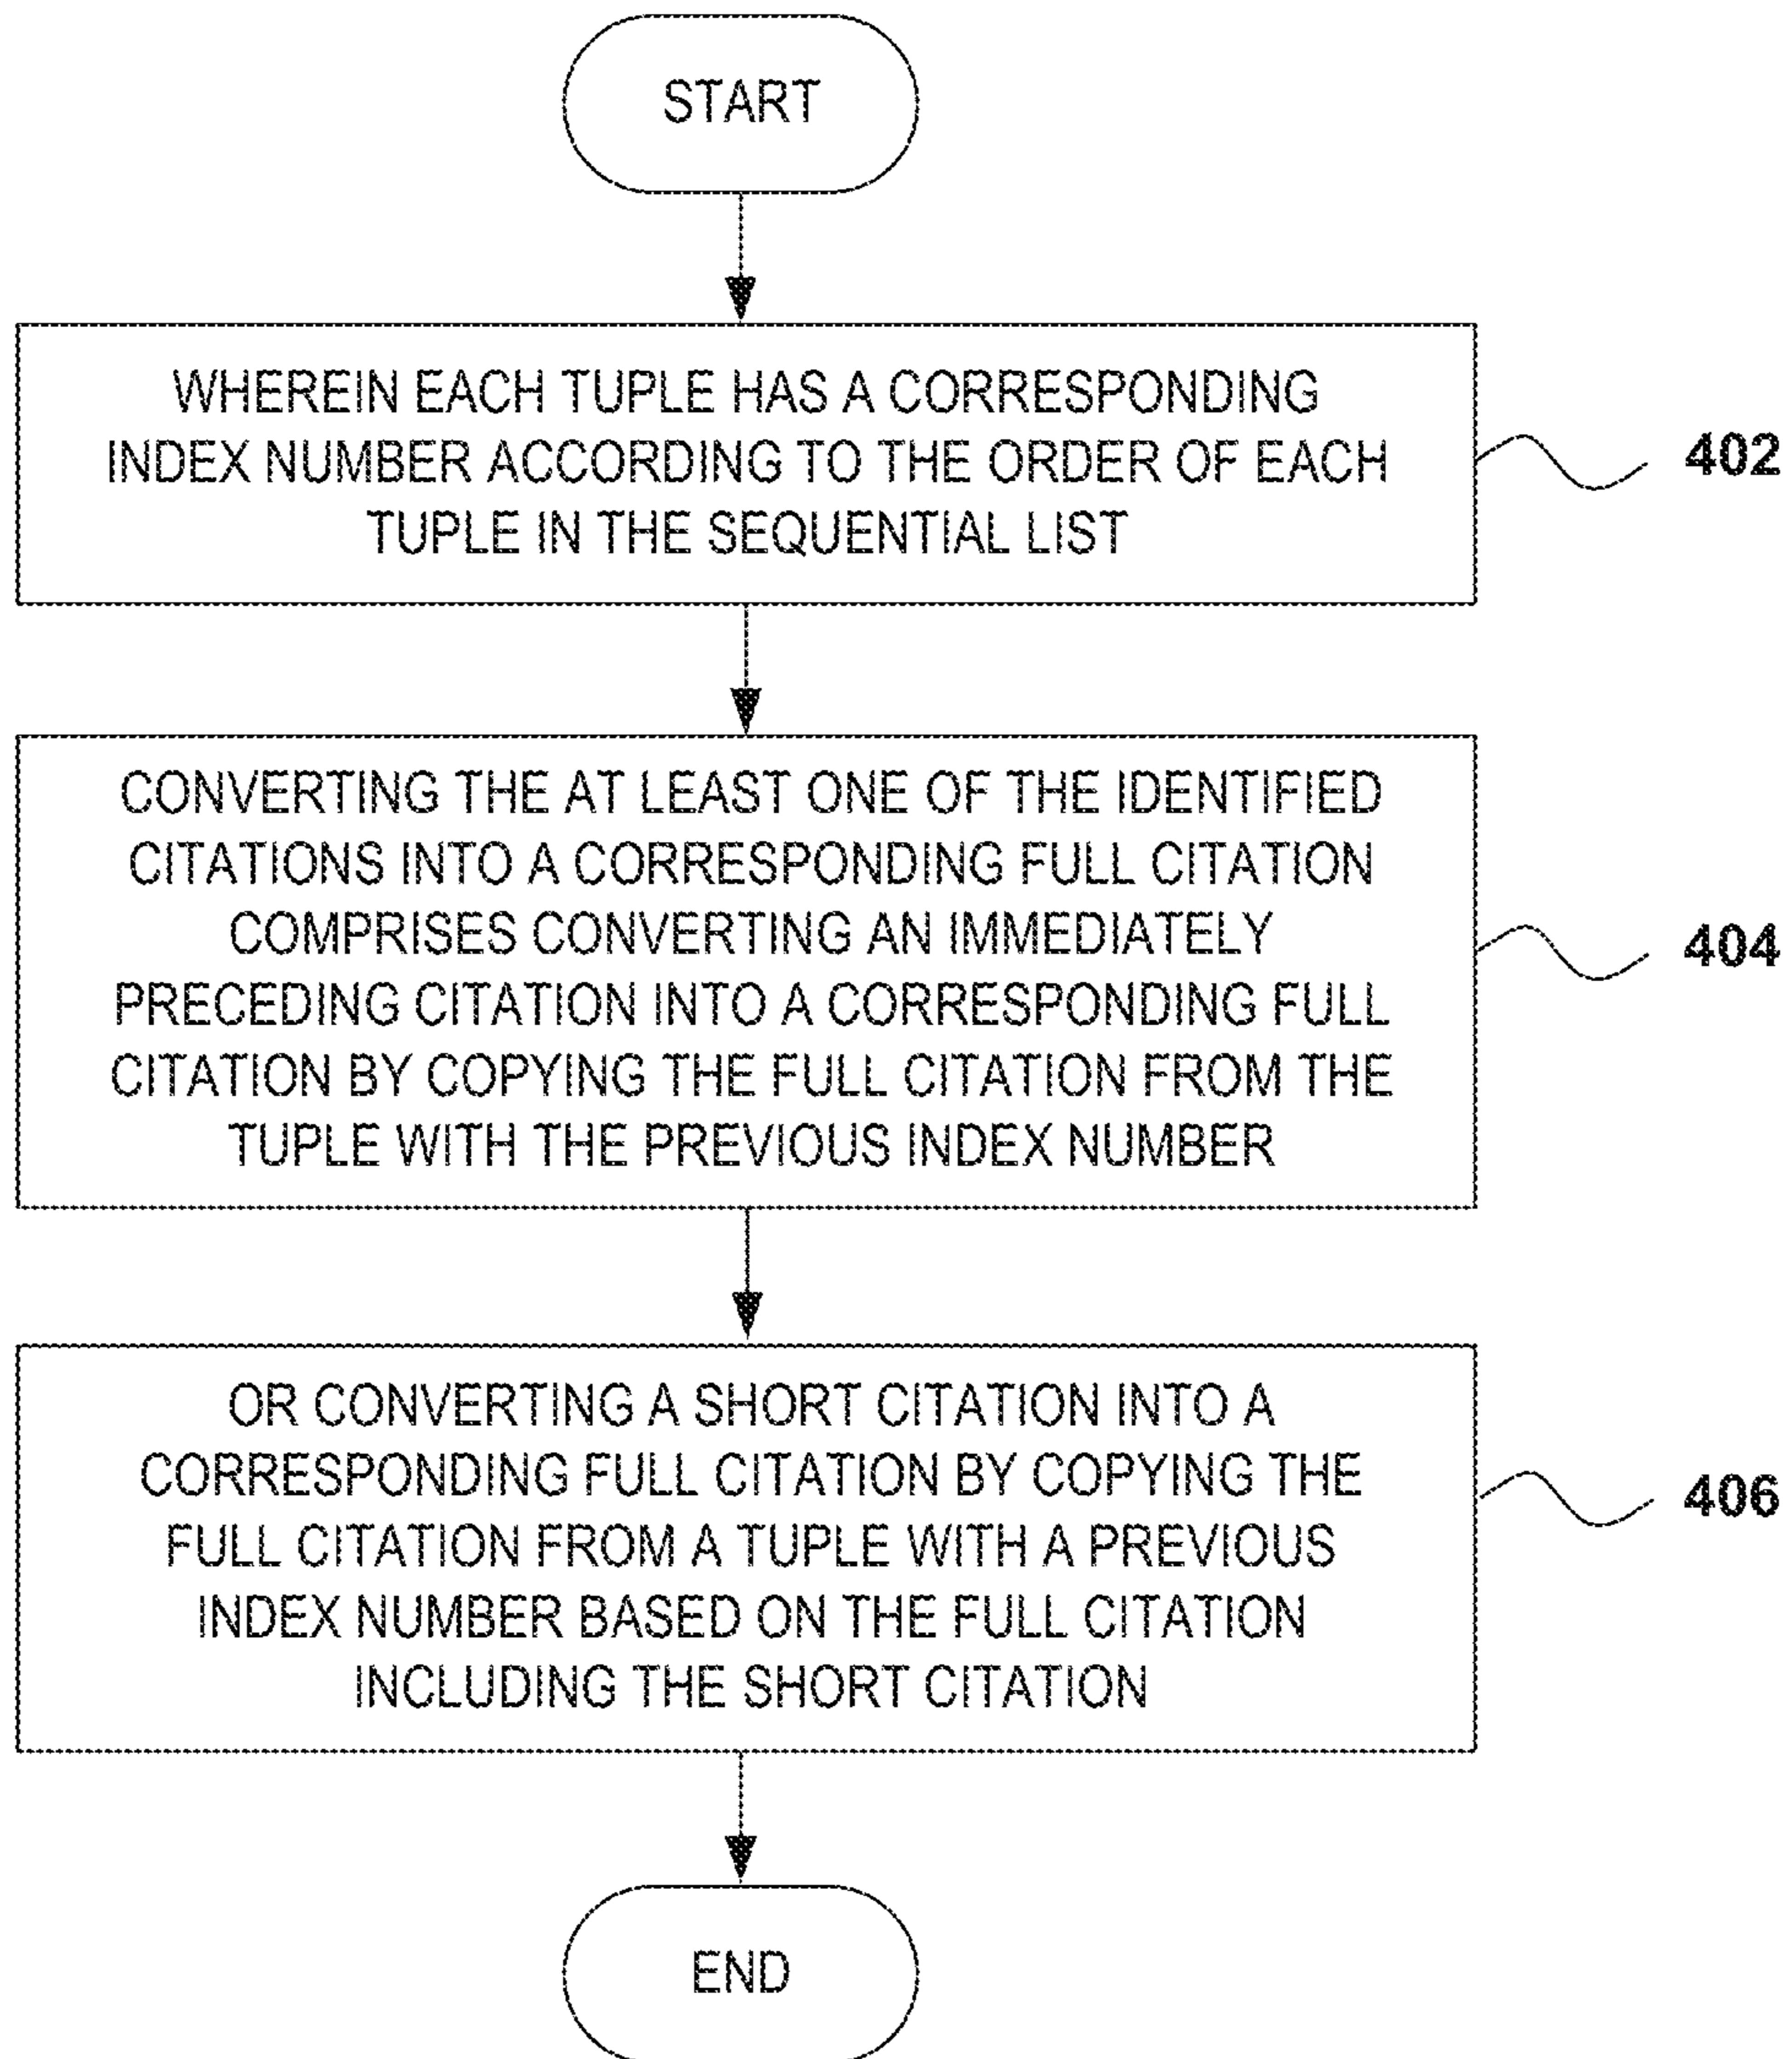 START
WHEREIN EACH TUPLE HAS A CORRESPONDING
INDEX NUMBER ACCORDING TO THE ORDER OF EACH
TUPLE IN THE SEQUENTIAL LIST
402
CONVERTING THE AT LEAST ONE OF THE IDENTIFIED
CITATIONS INTO A CORRESPONDING FULL CITATION
COMPRISES CONVERTING AN IMMEDIATELY
PRECEDING CITATION INTO A CORRESPONDING FULL
CITATION BY COPYING THE FULL CITATION FROM THE
TUPLE WITH THE PREVIOUS INDEX NUMBER
404
OR CONVERTING A SHORT CITATION INTO A
CORRESPONDING FULL CITATION BY COPYING THE
FULL CITATION FROM A TUPLE WITH A PREVIOUS
INDEX NUMBER BASED ON THE FULL CITATION
INCLUDING THE SHORT CITATION
406
END